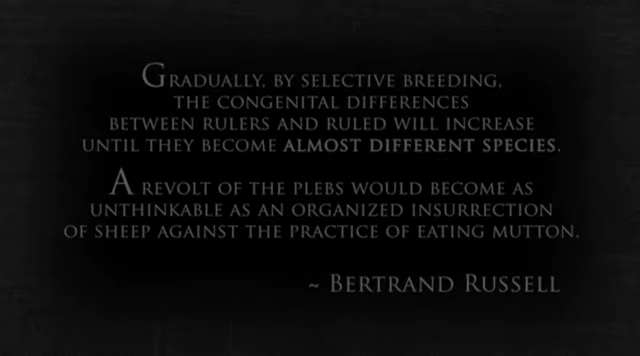 Gradually, by selective breeding,
the congenital differences
between rulers and ruled will increase
until they become almost different species.
A revolt of the plebs would become as
unthinkable as an organized insurrection
of sheep against the practice of eating mutton.
~ Bertrand Russell